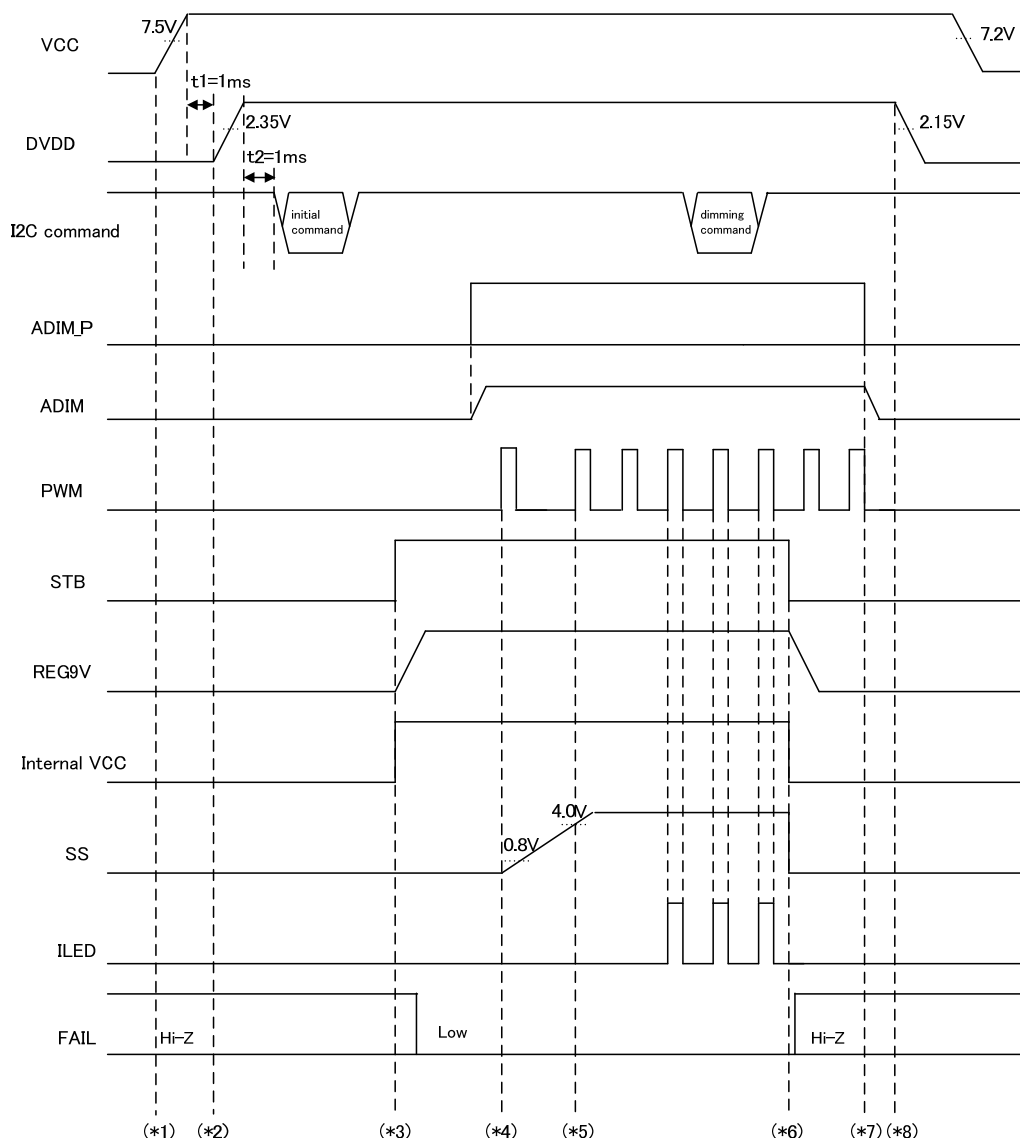 VCC
7.5V
7.2V
t1=1ms
DVDD
2.35V
2.15V
t2=1ms
I2C command
initial
command
dimming
command
ADIM_P
ADIM
PWM
STB
REG9V
Internal VCC
SS
0.8V
4.0V
ILED
FAIL
Hi-Z
Low
Hi-Z
(*1) (*2) (*3) (*4) (*5) (*6) (*7) (*8)